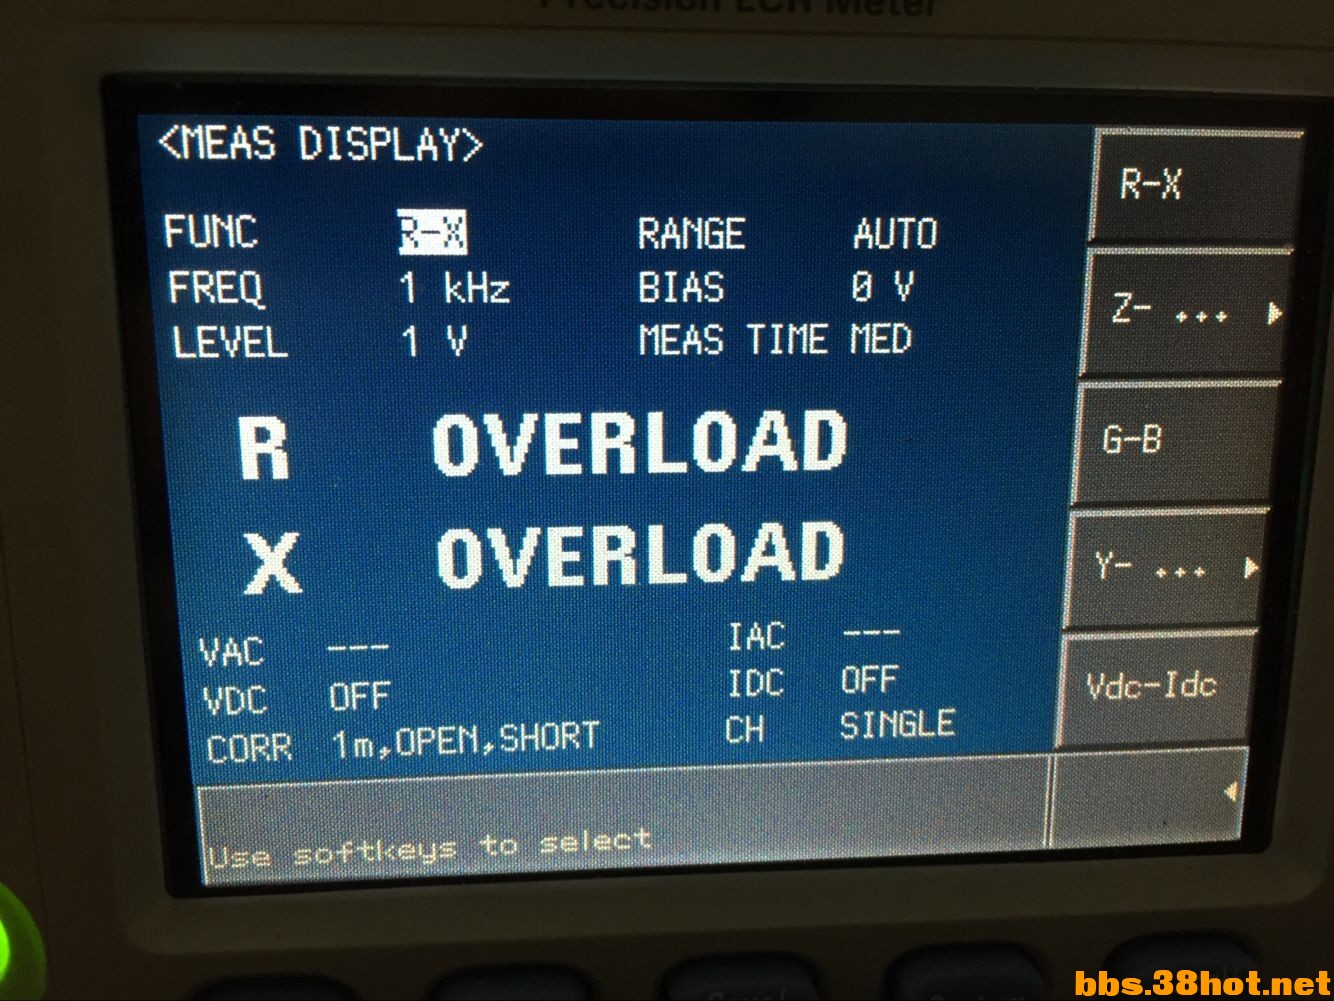 Precision LCR Meter
<MEAS DISPLAY>
FUNC R-X RANGE AUTO
FREQ 1 kHz BIAS 0 V
LEVEL 1 V MEAS TIME MED
R OVERLOAD
X OVERLOAD
VAC --- IAC ---
VDC OFF IDC OFF
CORR 1m,OPEN,SHORT CH SINGLE
Use softkeys to select
R-X
Z- ...
G-B
Y- ...
Vdc-Idc
bbs.38hot.net